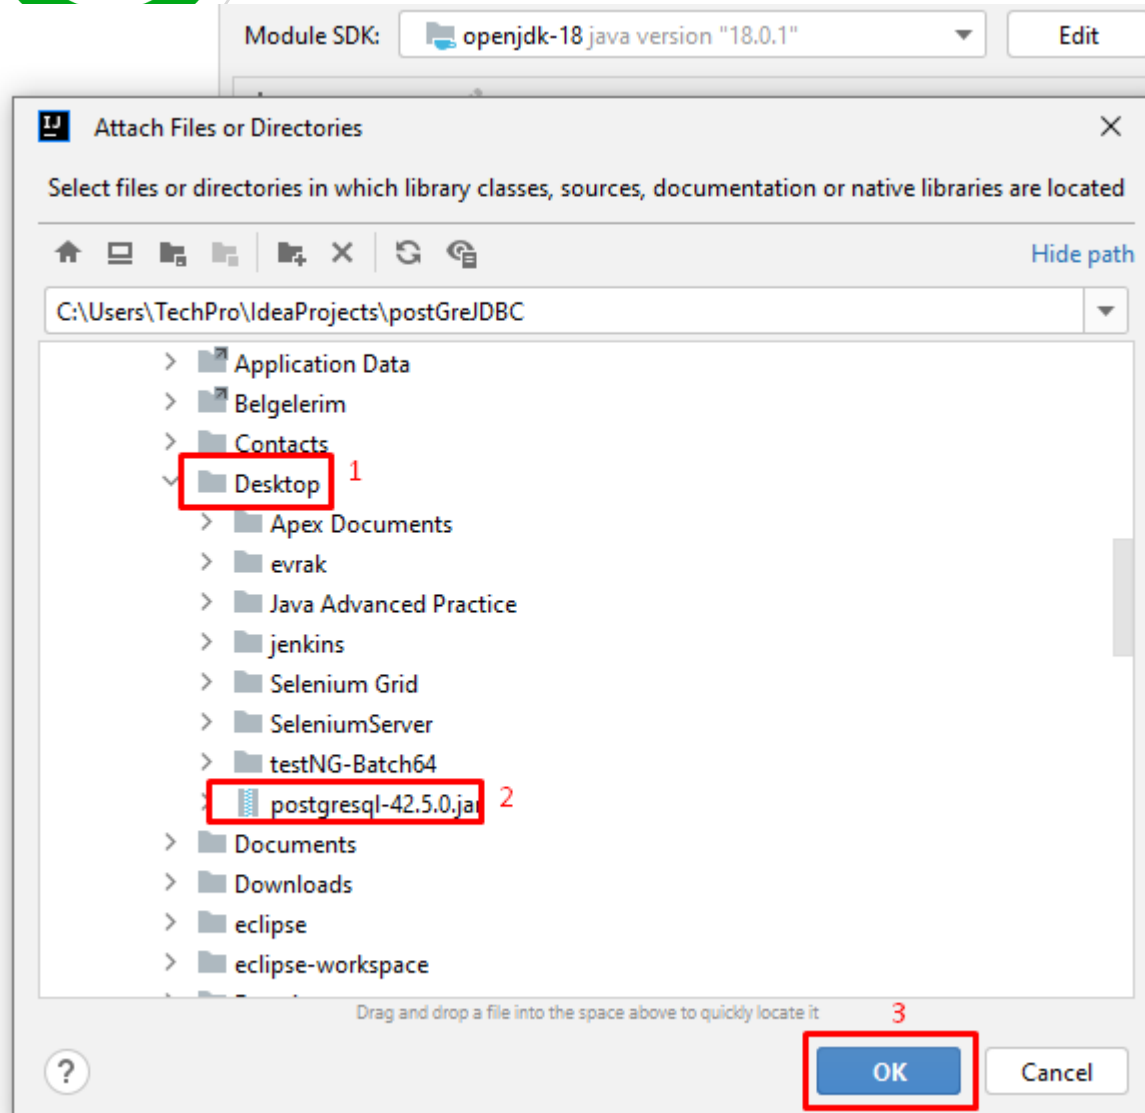 Module SDK: openjdk-18 java version "18.0.1" Edit
IJ Attach Files or Directories
Select files or directories in which library classes, sources, documentation or native libraries are located
Hide path
C:\Users\TechPro\IdeaProjects\postGreJDBC
Application Data
Belgelerim
Contacts
Desktop 1
Apex Documents
evrak
Java Advanced Practice
jenkins
Selenium Grid
SeleniumServer
testNG-Batch64
postgresql-42.5.0.jar 2
Documents
Downloads
eclipse
eclipse-workspace
Drag and drop a file into the space above to quickly locate it 3
? OK Cancel